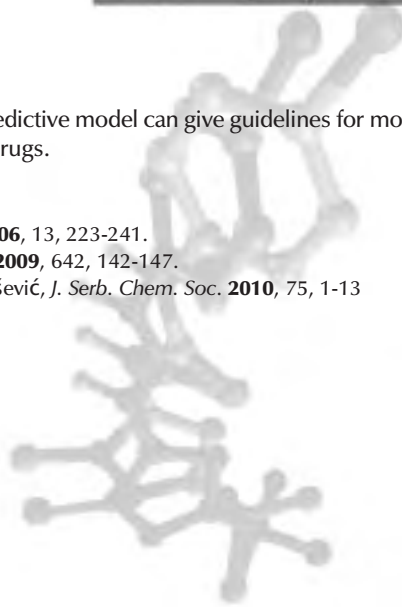 edictive model can give guidelines for mo
rugs.
06, 13, 223-241.
2009, 642, 142-147.
šević, J. Serb. Chem. Soc. 2010, 75, 1-13